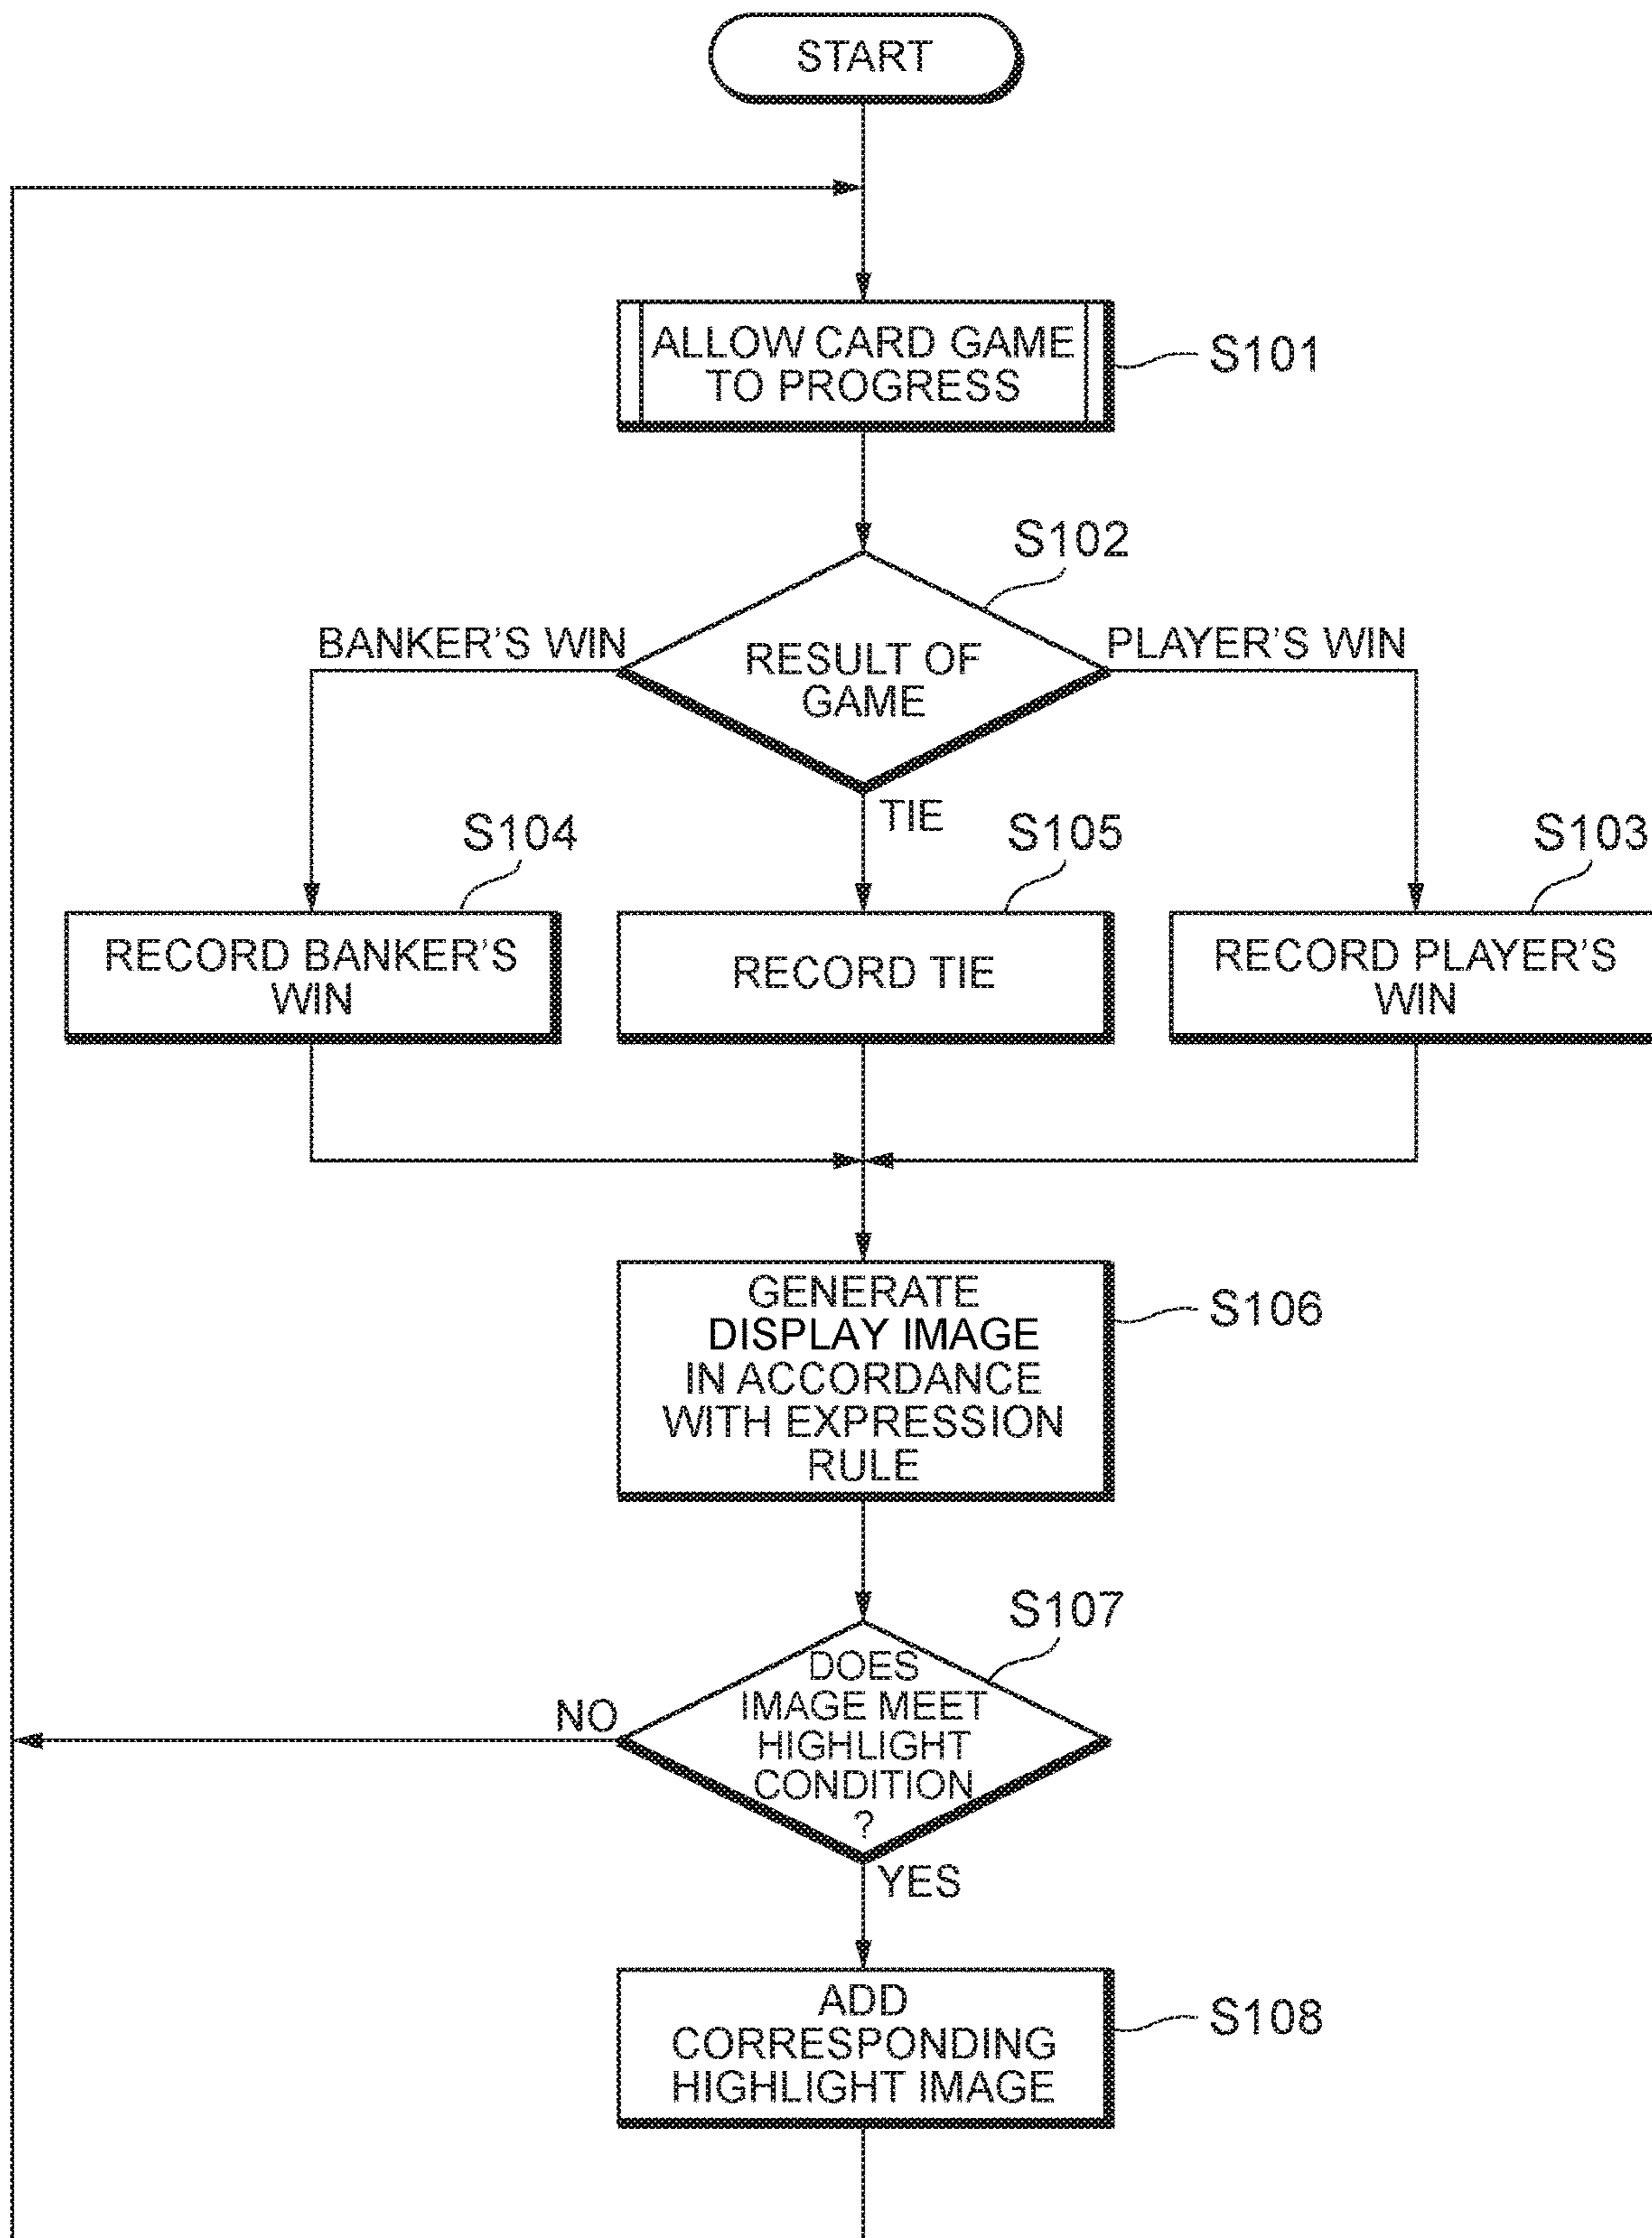 START
ALLOW CARD GAME
TO PROGRESS
S101
S102
BANKER'S WIN
RESULT OF
GAME
PLAYER'S WIN
TIE
S104
S105
S103
RECORD BANKER'S
WIN
RECORD TIE
RECORD PLAYER'S
WIN
GENERATE
DISPLAY IMAGE
IN ACCORDANCE
WITH EXPRESSION
RULE
S106
S107
DOES
IMAGE MEET
HIGHLIGHT
CONDITION
?
NO
YES
ADD
CORRESPONDING
HIGHLIGHT IMAGE
S108